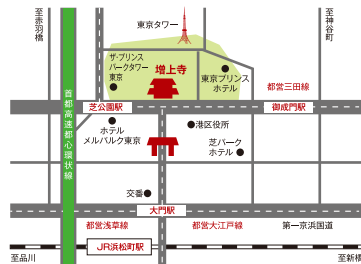 至赤羽橋
東京タワー
至神谷町
ザ・プリンス
パークタワー
東京
増上寺
東京プリンス
ホテル
都営三田線
首都高速都心環状線
芝公園駅
御成門駅
ホテル
メルパルク東京
港区役所
芝パーク
ホテル
交番
大門駅
都営浅草線
都営大江戸線
第一京浜国道
JR浜松町駅
至品川
至新橋